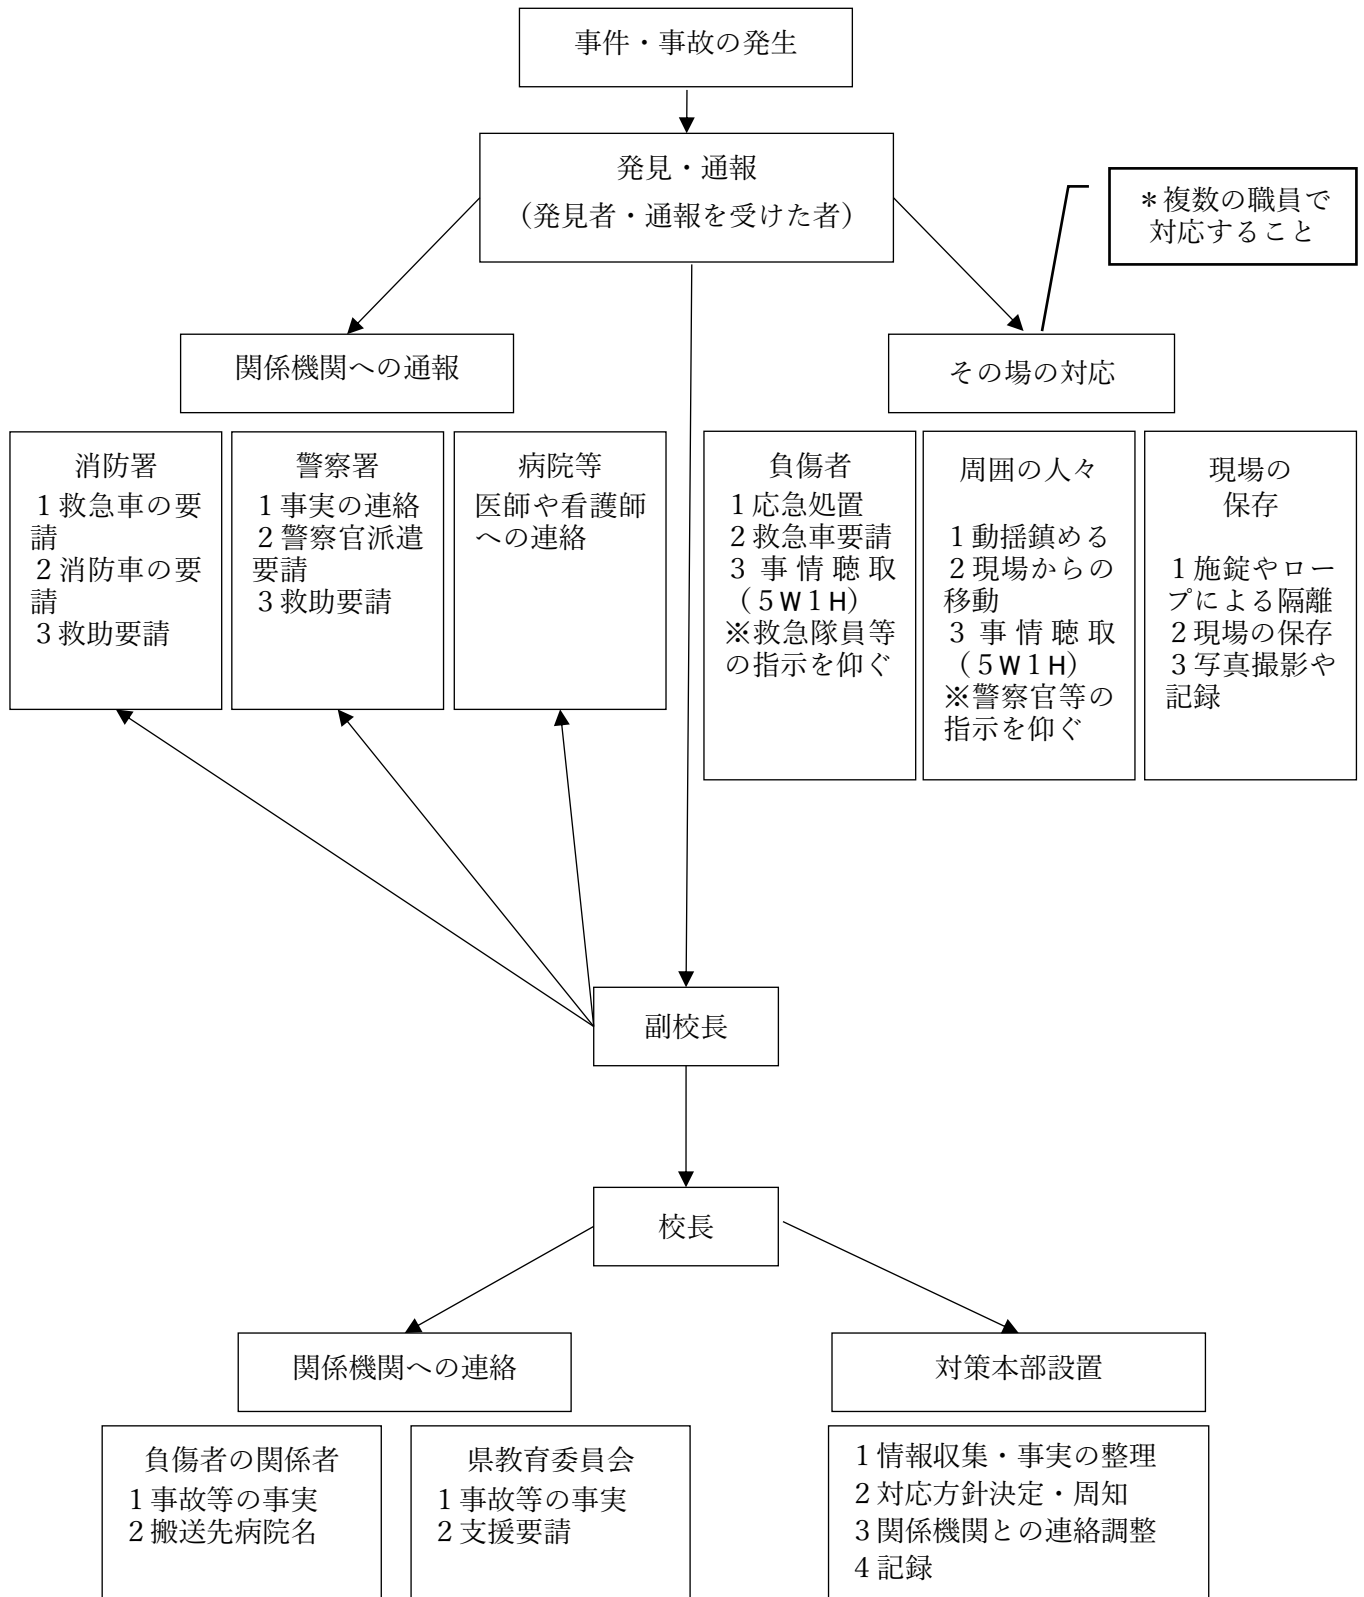 事件・事故の発生
発見・通報
（発見者・通報を受けた者）
＊複数の職員で
対応すること
関係機関への通報
その場の対応
消防署
１救急車の要
請
２消防車の要
請
３救助要請
警察署
１事実の連絡
２警察官派遣
要請
３救助要請
病院等
医師や看護師
への連絡
負傷者
１応急処置
２救急車要請
３事情聴取
（５W１H）
※救急隊員等
の指示を仰ぐ
周囲の人々
１動揺鎮める
２現場からの
移動
３事情聴取
（５W１H）
※警察官等の
指示を仰ぐ
現場の
保存
１施錠やロー
プによる隔離
２現場の保存
３写真撮影や
記録
副校長
校長
関係機関への連絡
対策本部設置
負傷者の関係者
１事故等の事実
２搬送先病院名
県教育委員会
１事故等の事実
２支援要請
１情報収集・事実の整理
２対応方針決定・周知
３関係機関との連絡調整
４記録